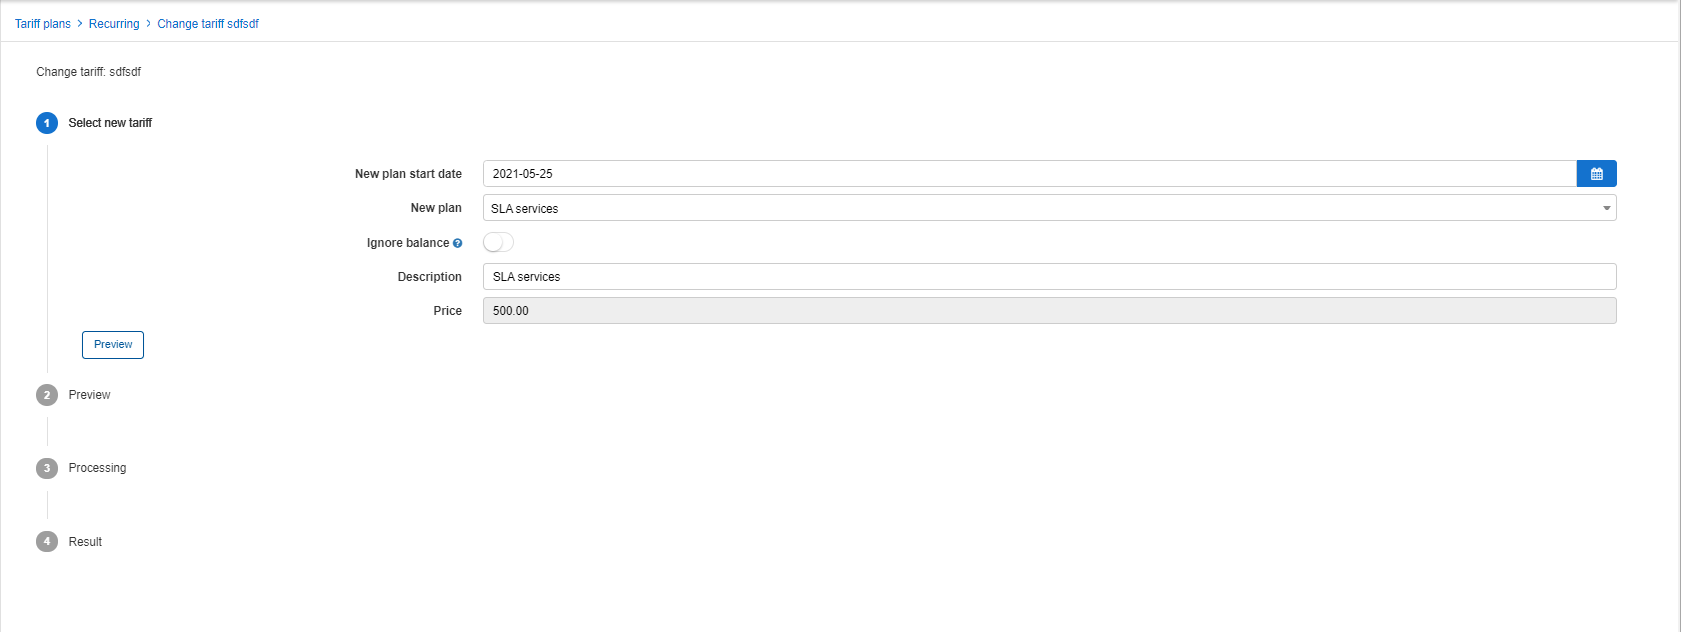 Tariff plans > Recurring > Change tariff sdfsdf
Change tariff: sdfsdf
1 Select new tariff
New plan start date 2021-05-25
New plan SLA services
Ignore balance ?
Description SLA services
Price 500.00
Preview
2 Preview
3 Processing
4 Result